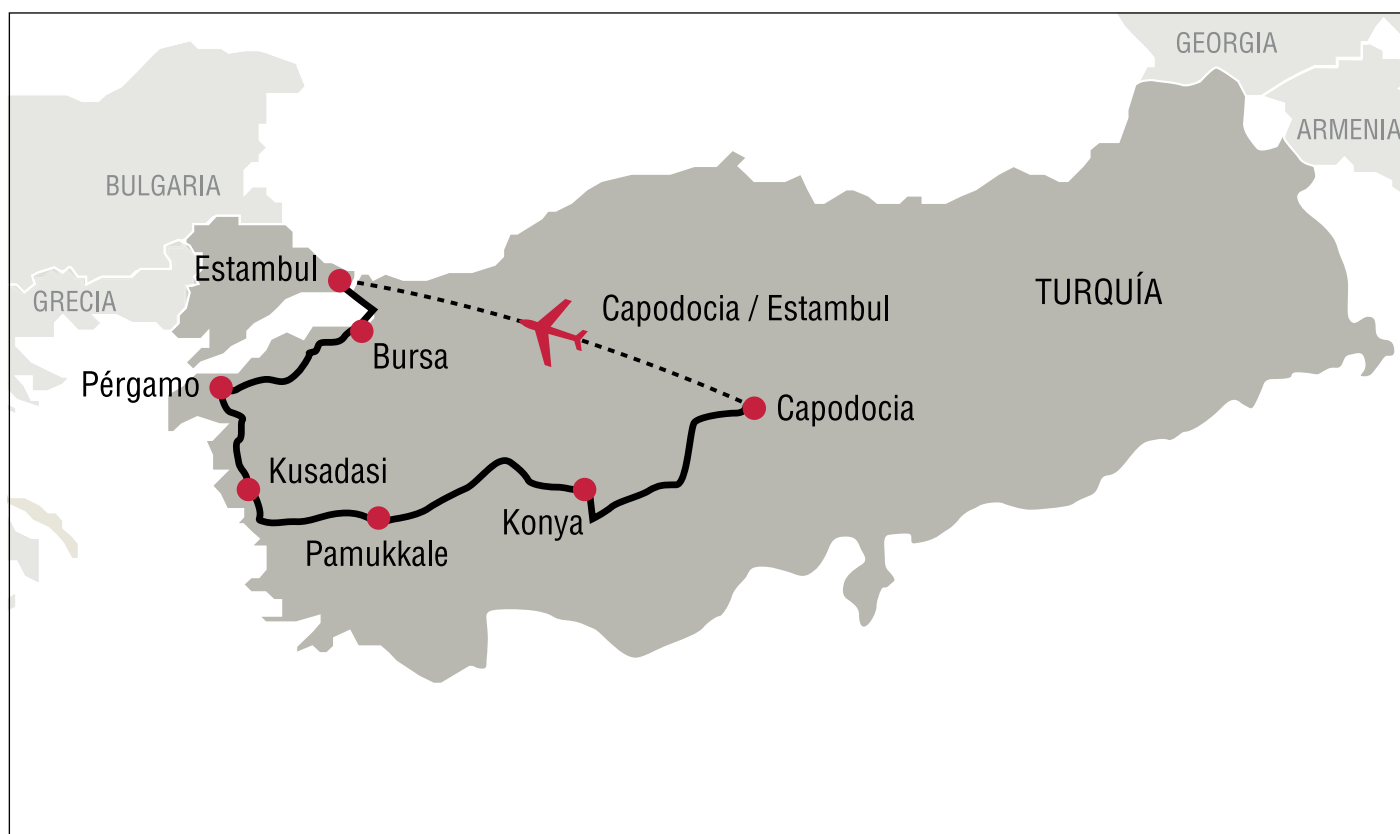 GEORGIA
ARMENIA
BULGARIA
Estambul
TURQUÍA
GRECIA
Capodocia / Estambul
Bursa
Pérgamo
Capodocia
Kusadasi
Konya
Pamukkale